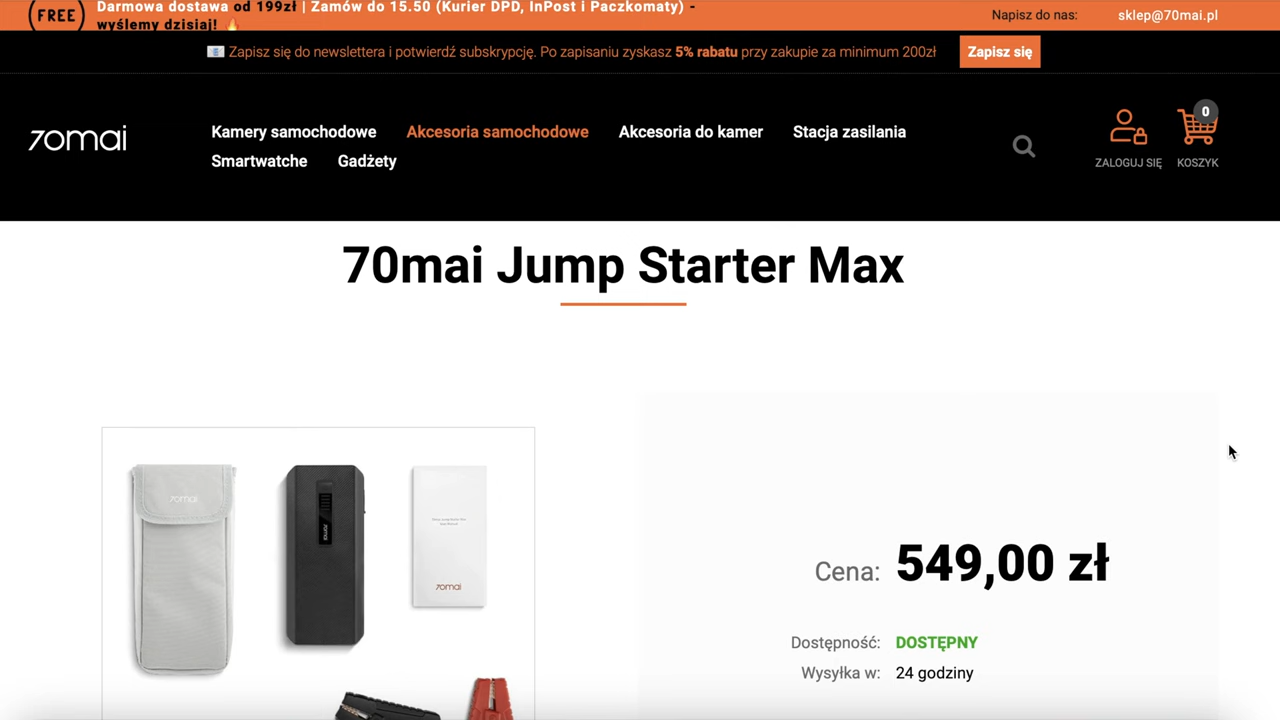 FREE
Darmowa dostawa od 199zł | Zamów do 15.50 (Kurier DPD, InPost i Paczkomaty) -
wyślemy dzisiaj! 🔥
Napisz do nas:
sklep@70mai.pl
📧 Zapisz się do newslettera i potwierdź subskrypcję. Po zapisaniu zyskasz 5% rabatu przy zakupie za minimum 200zł
Zapisz się
70mai
Kamery samochodowe
Akcesoria samochodowe
Akcesoria do kamer
Stacja zasilania
Smartwatche
Gadżety
0
ZALOGUJ SIĘ
KOSZYK
70mai Jump Starter Max
70mai
70mai
70mai
Cena: 549,00 zł
Dostępność: DOSTĘPNY
Wysyłka w: 24 godziny